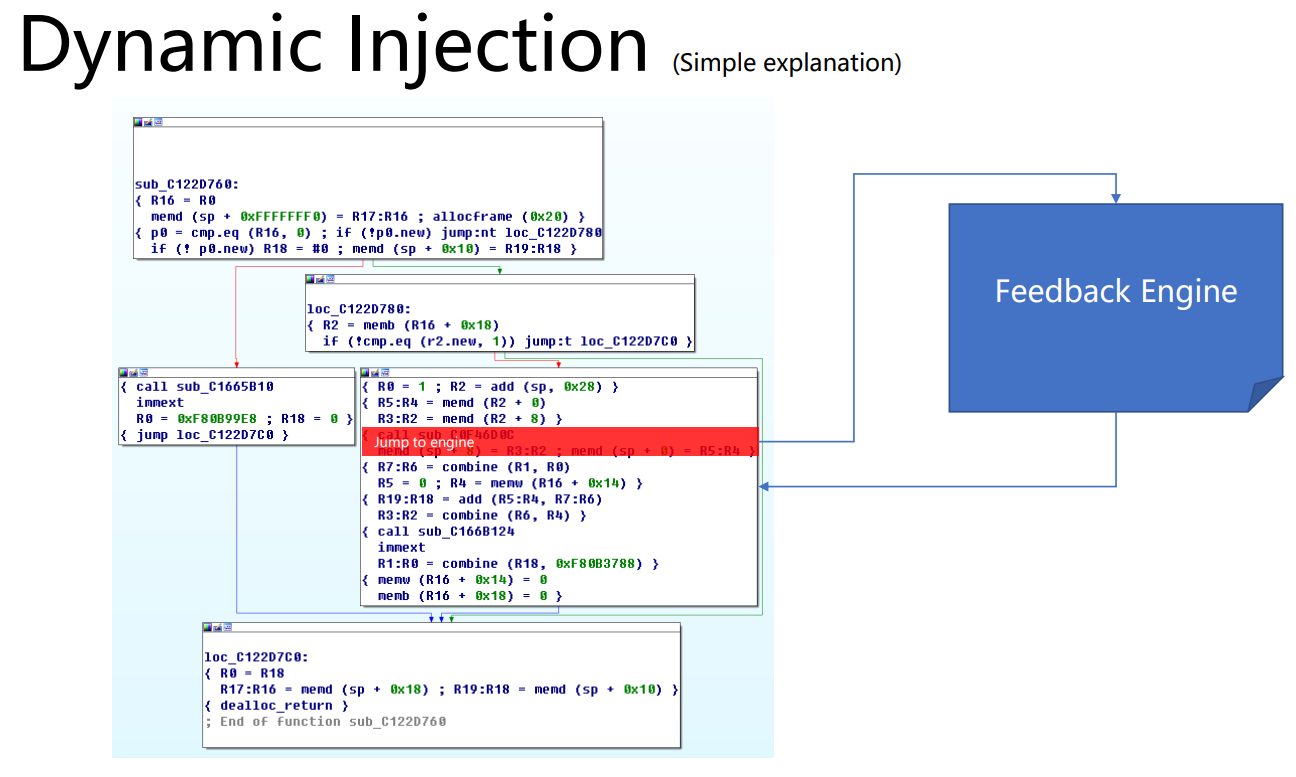 Dynamic Injection (Simple explanation)
sub_C122D760:
{ R16 = R0
memd (sp + 0xFFFFFFF0) = R17:R16 ; allocframe (0x20) }
{ p0 = cmp.eq (R16, 0) ; if (!p0.new) jump:nt loc_C122D780
if (! p0.new) R18 = #0 ; memd (sp + 0x10) = R19:R18 }
loc_C122D780:
{ R2 = memb (R16 + 0x18)
if (!cmp.eq (r2.new, 1)) jump:t loc_C122D7C0 }
{ call sub_C1665B10
immext
R0 = 0xF80B99E8 ; R18 = 0 }
{ jump loc_C122D7C0 }
{ R0 = 1 ; R2 = add (sp, 0x28) }
{ R5:R4 = memd (R2 + 0)
R3:R2 = memd (R2 + 8) }
{ call sub_C0F46D0C
Jump to engine
memd (sp + 8) = R3:R2 ; memd (sp + 0) = R5:R4 }
{ R7:R6 = combine (R1, R0)
R5 = 0 ; R4 = memw (R16 + 0x14) }
{ R19:R18 = add (R5:R4, R7:R6)
R3:R2 = combine (R6, R4) }
{ call sub_C166B124
immext
R1:R0 = combine (R18, 0xF80B3788) }
{ memw (R16 + 0x14) = 0
memb (R16 + 0x18) = 0 }
loc_C122D7C0:
{ R0 = R18
R17:R16 = memd (sp + 0x18) ; R19:R18 = memd (sp + 0x10) }
{ dealloc_return }
; End of function sub_C122D760
Feedback Engine